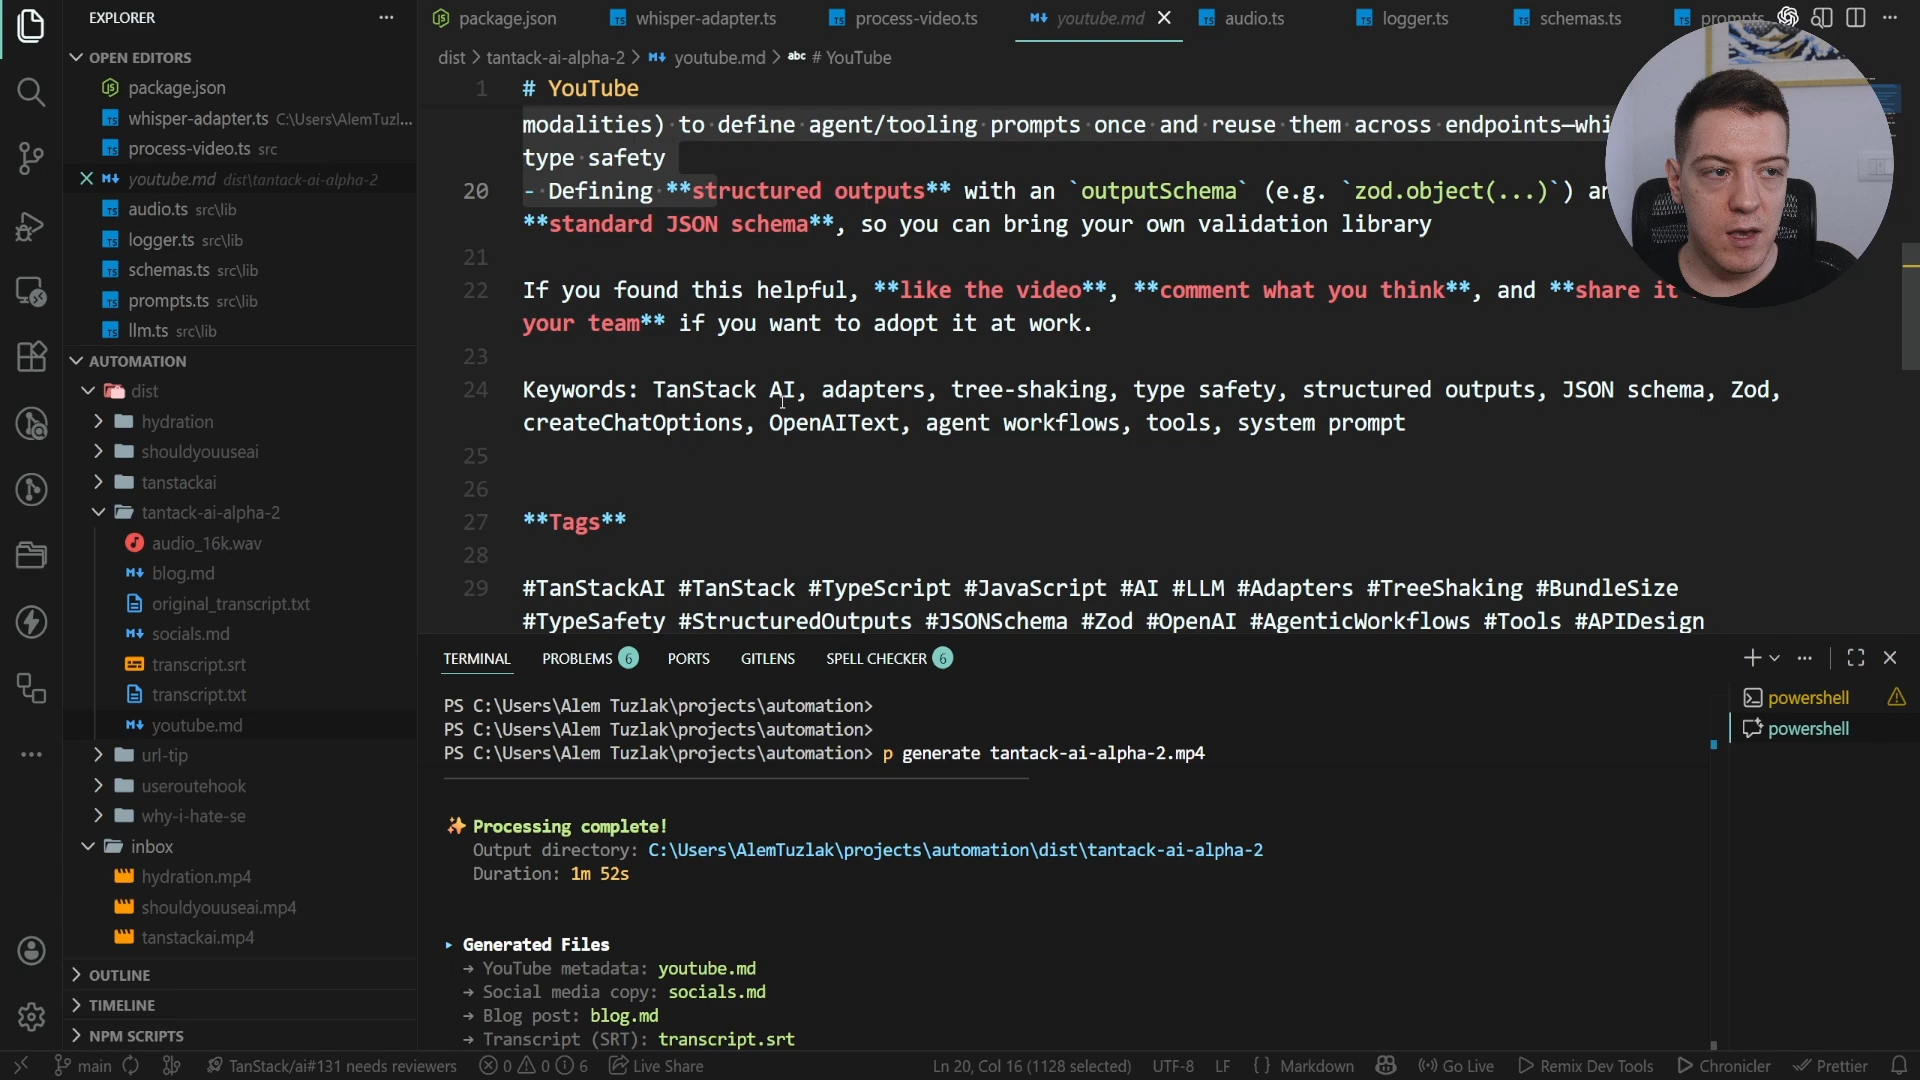 EXPLORER
package.json
whisper-adapter.ts
process-video.ts
youtube.md
audio.ts
logger.ts
schemas.ts
prompts
dist > tantack-ai-alpha-2 > youtube.md > abc # YouTube
OPEN EDITORS
package.json
whisper-adapter.ts C:\Users\AlemTuzl...
process-video.ts src
youtube.md dist\tantack-ai-alpha-2
audio.ts src\lib
logger.ts src\lib
schemas.ts src\lib
prompts.ts src\lib
llm.ts src\lib
AUTOMATION
dist
hydration
shouldyouuseai
tanstackai
tantack-ai-alpha-2
audio_16k.wav
blog.md
original_transcript.txt
socials.md
transcript.srt
transcript.txt
youtube.md
url-tip
useroutehook
why-i-hate-se
inbox
hydration.mp4
shouldyouuseai.mp4
tanstackai.mp4
OUTLINE
TIMELINE
NPM SCRIPTS
1 # YouTube
modalities) to define agent/tooling prompts once and reuse them across endpoints—whi
type safety
20 - Defining **structured outputs** with an `outputSchema` (e.g. `zod.object(...)`) an
**standard JSON schema**, so you can bring your own validation library
21
22 If you found this helpful, **like the video**, **comment what you think**, and **share it
your team** if you want to adopt it at work.
23
24 Keywords: TanStack AI, adapters, tree-shaking, type safety, structured outputs, JSON schema, Zod,
createChatOptions, OpenAIText, agent workflows, tools, system prompt
25
26
27 **Tags**
28
29 #TanStackAI #TanStack #TypeScript #JavaScript #AI #LLM #Adapters #TreeShaking #BundleSize
#TypeSafety #StructuredOutputs #JSONSchema #Zod #OpenAI #AgenticWorkflows #Tools #APIDesign
TERMINAL PROBLEMS 6 PORTS GITLENS SPELL CHECKER 6
PS C:\Users\Alem Tuzlak\projects\automation>
PS C:\Users\Alem Tuzlak\projects\automation>
PS C:\Users\Alem Tuzlak\projects\automation> p generate tantack-ai-alpha-2.mp4
Processing complete!
Output directory: C:\Users\AlemTuzlak\projects\automation\dist\tantack-ai-alpha-2
Duration: 1m 52s
Generated Files
→ YouTube metadata: youtube.md
→ Social media copy: socials.md
→ Blog post: blog.md
→ Transcript (SRT): transcript.srt
powershell
powershell
main TanStack/ai#131 needs reviewers 0 0 6 Live Share Ln 20, Col 16 (1128 selected) UTF-8 LF { } Markdown Go Live Remix Dev Tools Chronicler Prettier